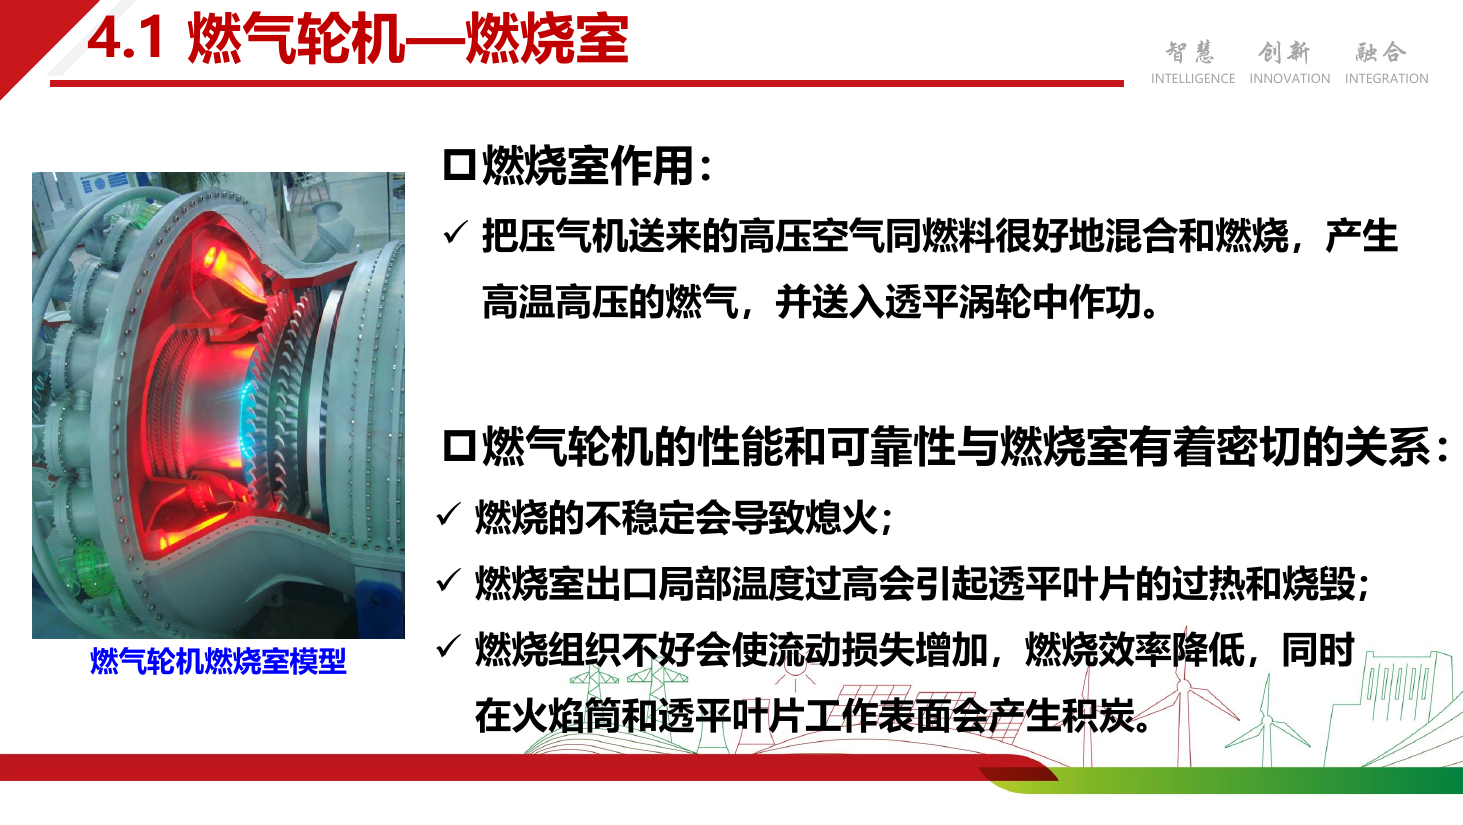 4.1 燃气轮机—燃烧室
智慧 创新 融合
INTELLIGENCE INNOVATION INTEGRATION
燃烧室作用：
把压气机送来的高压空气同燃料很好地混合和燃烧，产生
高温高压的燃气，并送入透平涡轮中作功。
燃气轮机的性能和可靠性与燃烧室有着密切的关系：
燃烧的不稳定会导致熄火；
燃烧室出口局部温度过高会引起透平叶片的过热和烧毁；
燃烧组织不好会使流动损失增加，燃烧效率降低，同时
在火焰筒和透平叶片工作表面会产生积炭。
燃气轮机燃烧室模型